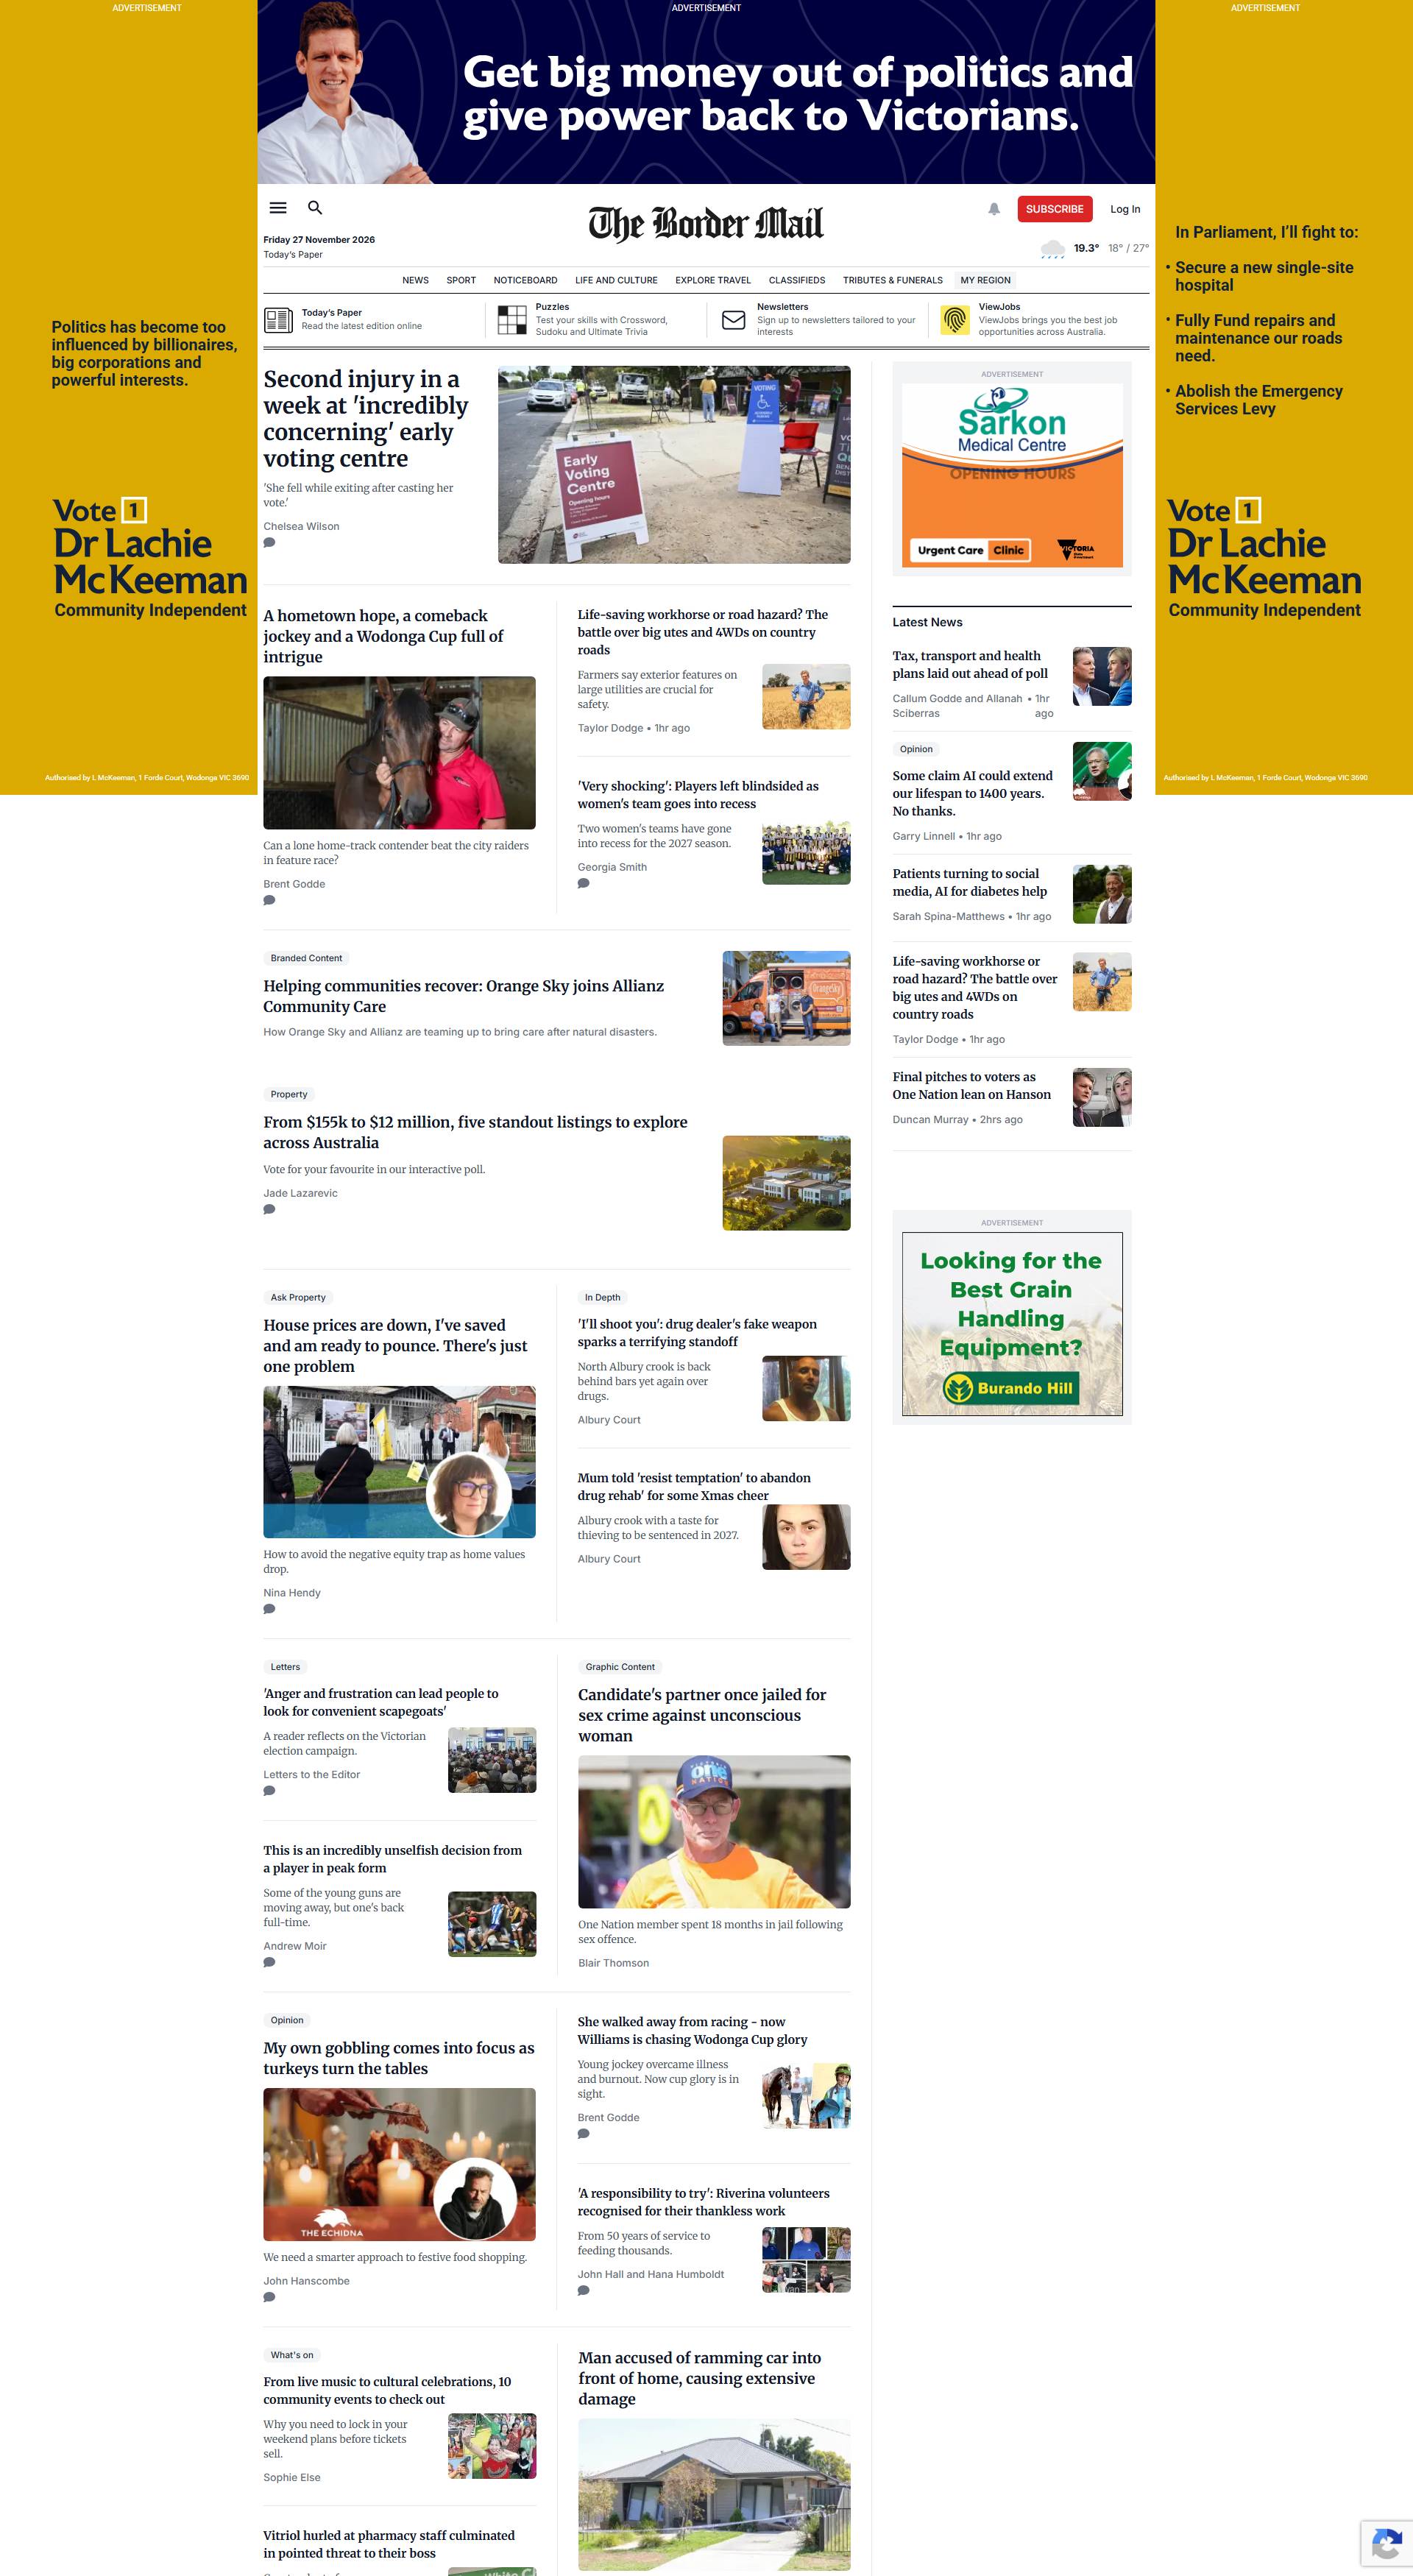 ADVERTISEMENT
ADVERTISEMENT
ADVERTISEMENT
Get big money out of politics and
give power back to Victorians.
Politics has become too
influenced by billionaires,
big corporations and
powerful interests.
Vote 1
Dr Lachie
McKeeman
Community Independent
Authorised by L McKeeman, 1 Forde Court, Wodonga VIC 3690
In Parliament, I'll fight to:
• Secure a new single-site
hospital
• Fully Fund repairs and
maintenance our roads
need.
• Abolish the Emergency
Services Levy
Vote 1
Dr Lachie
McKeeman
Community Independent
Authorised by L McKeeman, 1 Forde Court, Wodonga VIC 3690
The Border Mail
SUBSCRIBE
Log In
Friday 27 November 2026
Today's Paper
19.3° 18° / 27°
NEWS SPORT NOTICEBOARD LIFE AND CULTURE EXPLORE TRAVEL CLASSIFIEDS TRIBUTES & FUNERALS MY REGION
Today's Paper
Read the latest edition online
Puzzles
Test your skills with Crossword,
Sudoku and Ultimate Trivia
Newsletters
Sign up to newsletters tailored to your
interests
ViewJobs
ViewJobs brings you the best job
opportunities across Australia.
Second injury in a
week at 'incredibly
concerning' early
voting centre
'She fell while exiting after casting her
vote.'
Chelsea Wilson
Early
Voting
Centre
Opening hours
VOTING
A hometown hope, a comeback
jockey and a Wodonga Cup full of
intrigue
Can a lone home-track contender beat the city raiders
in feature race?
Brent Godde
Life-saving workhorse or road hazard? The
battle over big utes and 4WDs on country
roads
Farmers say exterior features on
large utilities are crucial for
safety.
Taylor Dodge • 1hr ago
'Very shocking': Players left blindsided as
women's team goes into recess
Two women's teams have gone
into recess for the 2027 season.
Georgia Smith
Branded Content
Helping communities recover: Orange Sky joins Allianz
Community Care
How Orange Sky and Allianz are teaming up to bring care after natural disasters.
OrangeSky
Property
From $155k to $12 million, five standout listings to explore
across Australia
Vote for your favourite in our interactive poll.
Jade Lazarevic
Ask Property
House prices are down, I've saved
and am ready to pounce. There's just
one problem
How to avoid the negative equity trap as home values
drop.
Nina Hendy
In Depth
'I'll shoot you': drug dealer's fake weapon
sparks a terrifying standoff
North Albury crook is back
behind bars yet again over
drugs.
Albury Court
Mum told 'resist temptation' to abandon
drug rehab' for some Xmas cheer
Albury crook with a taste for
thieving to be sentenced in 2027.
Albury Court
Letters
'Anger and frustration can lead people to
look for convenient scapegoats'
A reader reflects on the Victorian
election campaign.
Letters to the Editor
This is an incredibly unselfish decision from
a player in peak form
Some of the young guns are
moving away, but one's back
full-time.
Andrew Moir
Graphic Content
Candidate's partner once jailed for
sex crime against unconscious
woman
one
NATION
One Nation member spent 18 months in jail following
sex offence.
Blair Thomson
Opinion
My own gobbling comes into focus as
turkeys turn the tables
THE ECHIDNA
We need a smarter approach to festive food shopping.
John Hanscombe
She walked away from racing - now
Williams is chasing Wodonga Cup glory
Young jockey overcame illness
and burnout. Now cup glory is in
sight.
Brent Godde
'A responsibility to try': Riverina volunteers
recognised for their thankless work
From 50 years of service to
feeding thousands.
John Hall and Hana Humboldt
What's on
From live music to cultural celebrations, 10
community events to check out
Why you need to lock in your
weekend plans before tickets
sell.
Sophie Else
Vitriol hurled at pharmacy staff culminated
in pointed threat to their boss
Man accused of ramming car into
front of home, causing extensive
damage
ADVERTISEMENT
Sarkon
Medical Centre
OPENING HOURS
Urgent Care Clinic
VICTORIA
State Government
Latest News
Tax, transport and health
plans laid out ahead of poll
Callum Godde and Allanah
Sciberras • 1hr ago
Opinion
Some claim AI could extend
our lifespan to 1400 years.
No thanks.
Garry Linnell • 1hr ago
Patients turning to social
media, AI for diabetes help
Sarah Spina-Matthews • 1hr ago
Life-saving workhorse or
road hazard? The battle over
big utes and 4WDs on
country roads
Taylor Dodge • 1hr ago
Final pitches to voters as
One Nation lean on Hanson
Duncan Murray • 2hrs ago
ADVERTISEMENT
Looking for the
Best Grain
Handling
Equipment?
Burando Hill